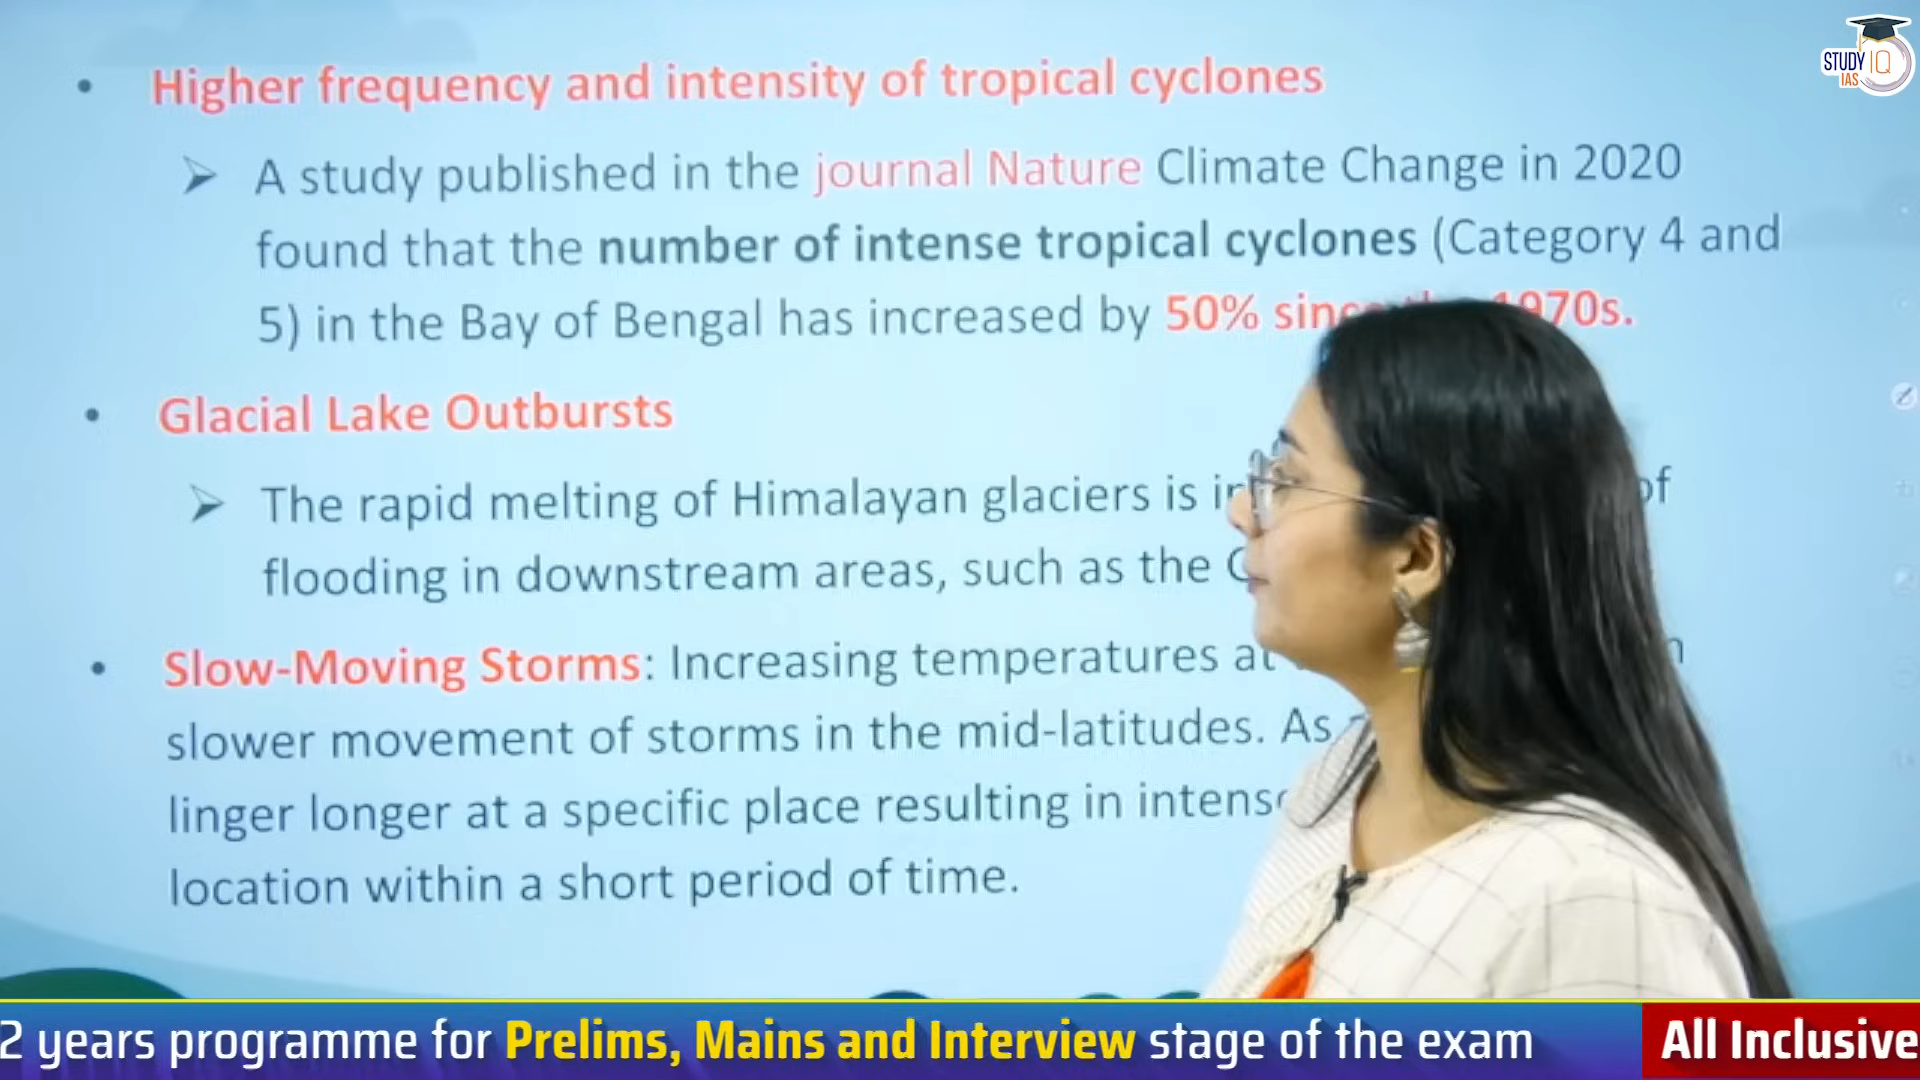 STUDY IQ
IAS
• Higher frequency and intensity of tropical cyclones
➢ A study published in the journal Nature Climate Change in 2020
found that the number of intense tropical cyclones (Category 4 and
5) in the Bay of Bengal has increased by 50% since 1970s.
• Glacial Lake Outbursts
➢ The rapid melting of Himalayan glaciers is of
flooding in downstream areas, such as the
• Slow-Moving Storms: Increasing temperatures at
slower movement of storms in the mid-latitudes. As
linger longer at a specific place resulting in intense
location within a short period of time.
2 years programme for Prelims, Mains and Interview stage of the exam
All Inclusive